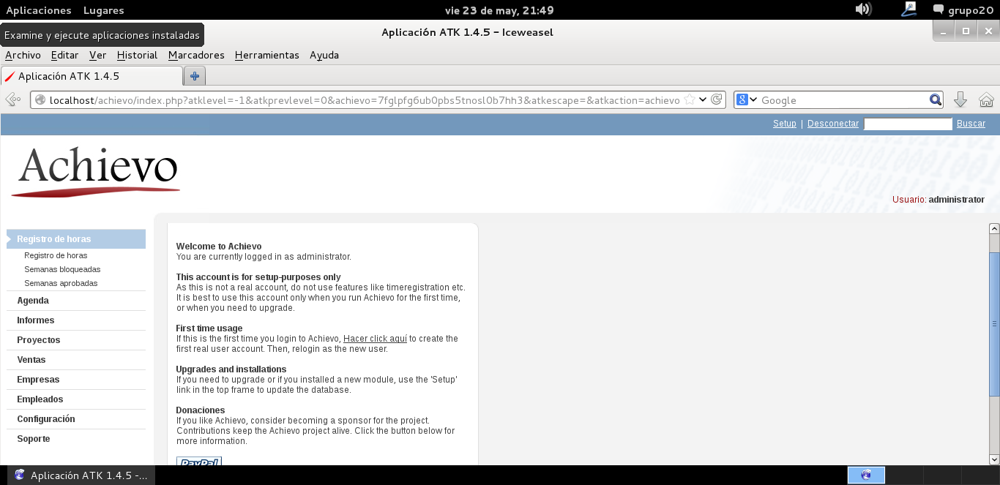 Aplicaciones Lugares vie 23 de may, 21:49 grupo20
Examine y ejecute aplicaciones instaladas Aplicación ATK 1.4.5 - Iceweasel
Archivo Editar Ver Historial Marcadores Herramientas Ayuda
Aplicación ATK 1.4.5
localhost/achievo/index.php?atklevel=-1&atkprevlevel=0&achievo=7fglpfg6ub0pbs5tnosl0b7hh3&atkescape=&atkaction=achievo Google
Setup | Desconectar Buscar
Achievo
Usuario: administrator
Registro de horas
Registro de horas
Semanas bloqueadas
Semanas aprobadas
Agenda
Informes
Proyectos
Ventas
Empresas
Empleados
Configuración
Soporte
Welcome to Achievo
You are currently logged in as administrator.
This account is for setup-purposes only
As this is not a real account, do not use features like timeregistration etc.
It is best to use this account only when you run Achievo for the first time,
or when you need to upgrade.
First time usage
If this is the first time you login to Achievo, Hacer click aquí to create the
first real user account. Then, relogin as the new user.
Upgrades and installations
If you need to upgrade or if you installed a new module, use the 'Setup'
link in the top frame to update the database.
Donaciones
If you like Achievo, consider becoming a sponsor for the project.
Contributions keep the Achievo project alive. Click the button below for
more information.
PayPal
Aplicación ATK 1.4.5 -...